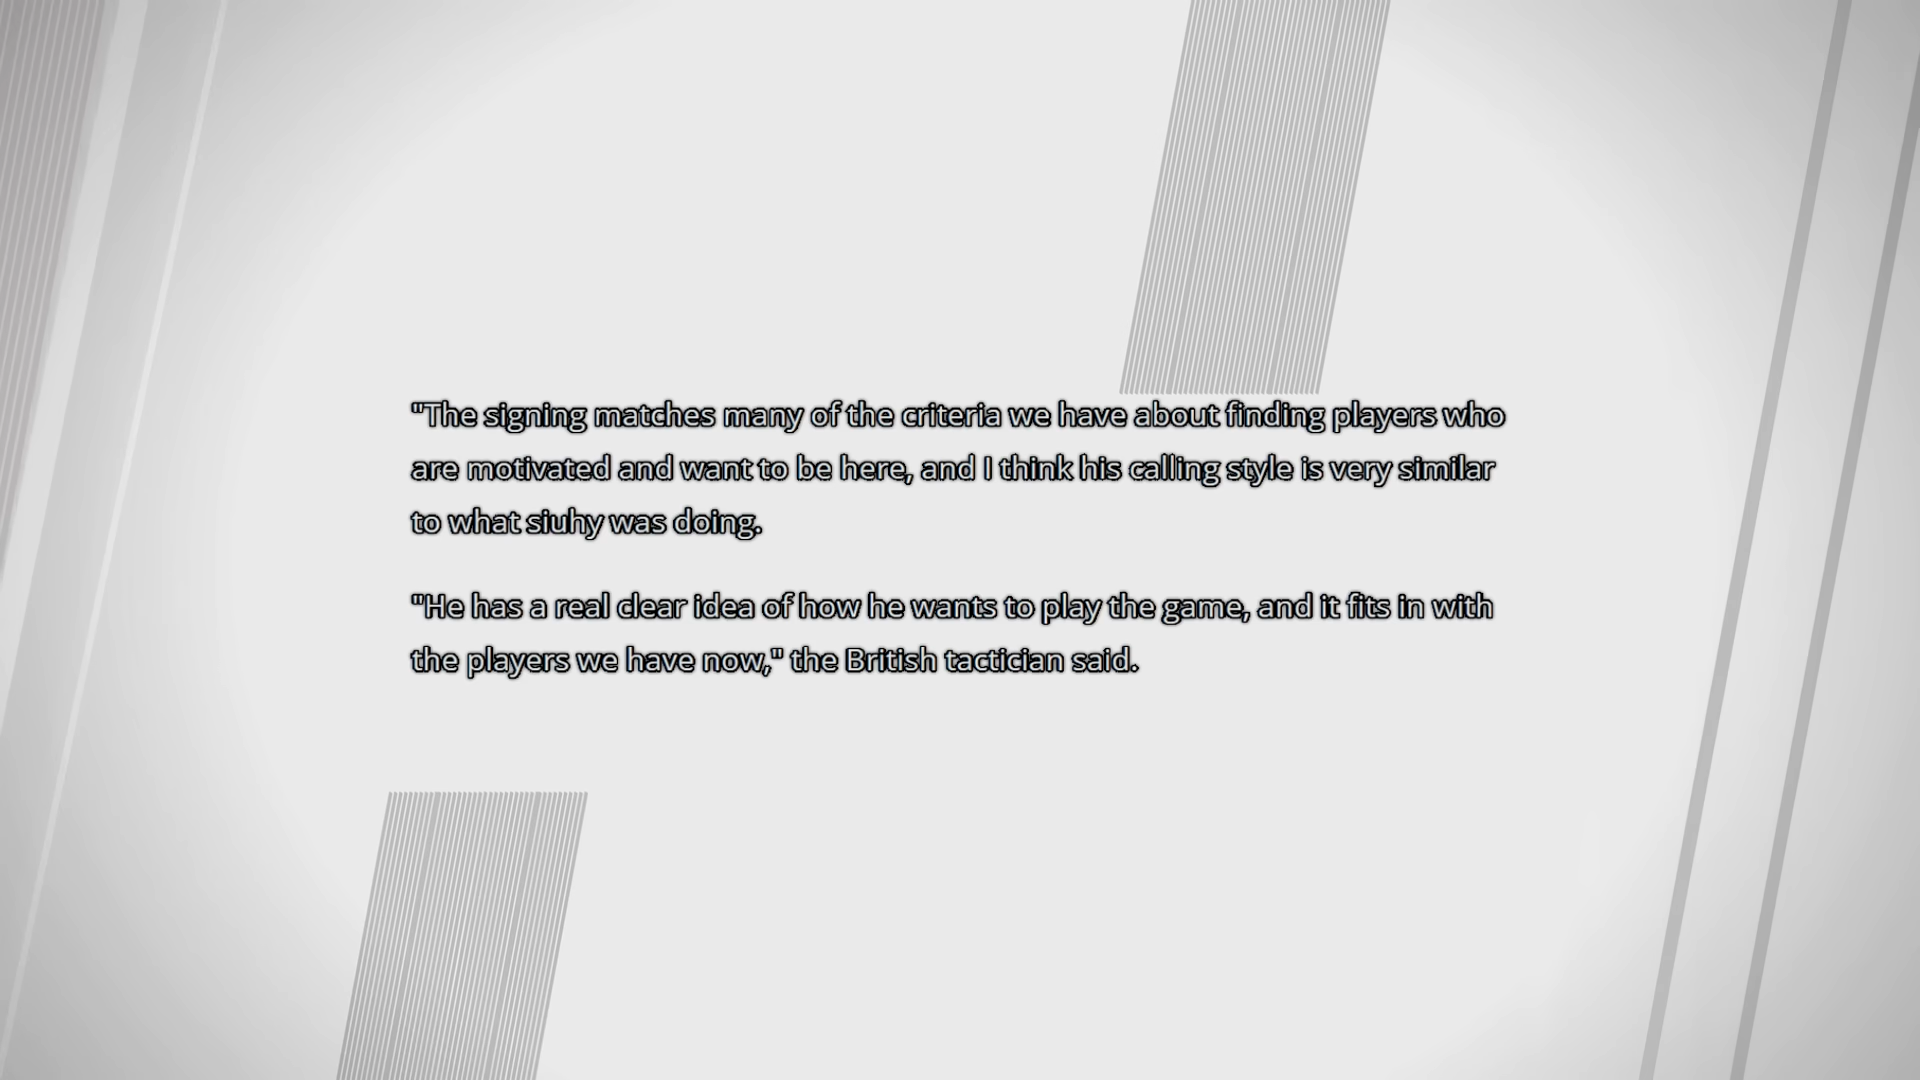 "The signing matches many of the criteria we have about finding players who
are motivated and want to be here, and I think his calling style is very similar
to what siuhy was doing.
"He has a real clear idea of how he wants to play the game, and it fits in with
the players we have now," the British tactician said.